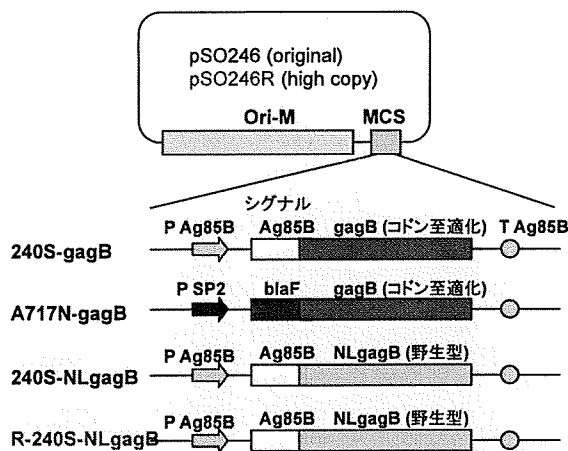 pSO246 (original)
pSO246R (high copy)
Ori-M MCS
シグナル
P Ag85B Ag85B gagB (コドン至適化) T Ag85B
240S-gagB
P SP2 blaF gagB (コドン至適化)
A717N-gagB
P Ag85B Ag85B NLgagB (野生型)
240S-NLgagB
P Ag85B Ag85B NLgagB (野生型)
R-240S-NLgagB